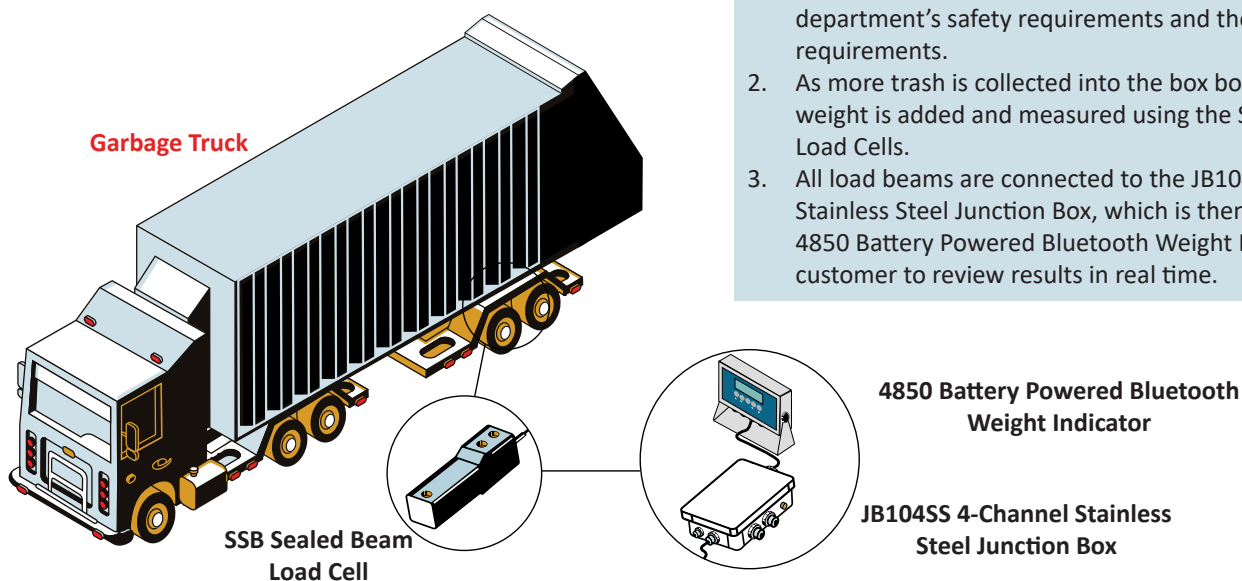 department's safety requirements and the
requirements.
2. As more trash is collected into the box
weight is added and measured using the
Load Cells.
3. All load beams are connected to the
Stainless Steel Junction Box, which is then
4850 Battery Powered Bluetooth Weight
customer to review results in real time.
Garbage Truck
4850 Battery Powered Bluetooth
Weight Indicator
JB104SS 4-Channel Stainless
Steel Junction Box
SSB Sealed Beam
Load Cell